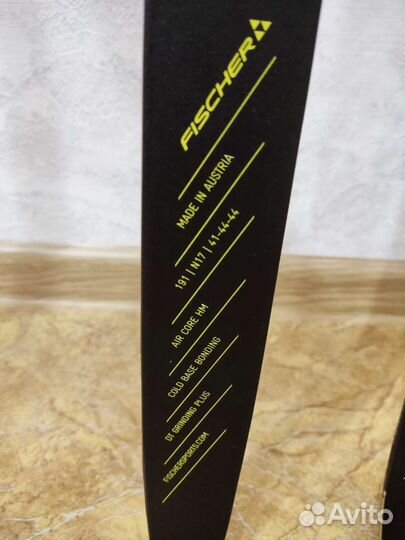 FISCHER
MADE IN AUSTRIA
191 | N17 | 41-44-44
AIR CORE HM
COLD BASE BONDING
D1 GRINDING PLUS
FISCHERSPORTS.COM
Avito